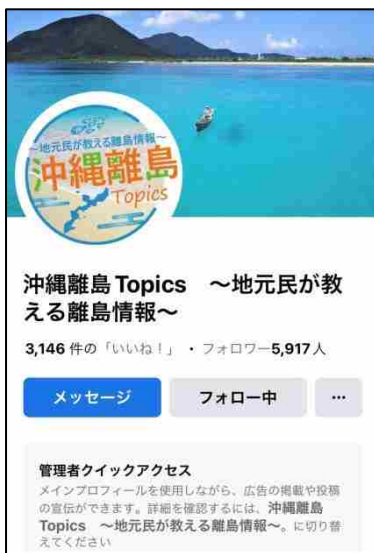 ～地元民が教える離島情報～
沖縄離島
Topics
沖縄離島 Topics　～地元民が教
える離島情報～
3,146 件の「いいね！」・フォロワー5,917人
メッセージ
フォロー中
...
管理者クイックアクセス
メインプロフィールを使用しながら、広告の掲載や投稿
の宣伝ができます。詳細を確認するには、沖縄離島
Topics　～地元民が教える離島情報～。に切り替
えてください